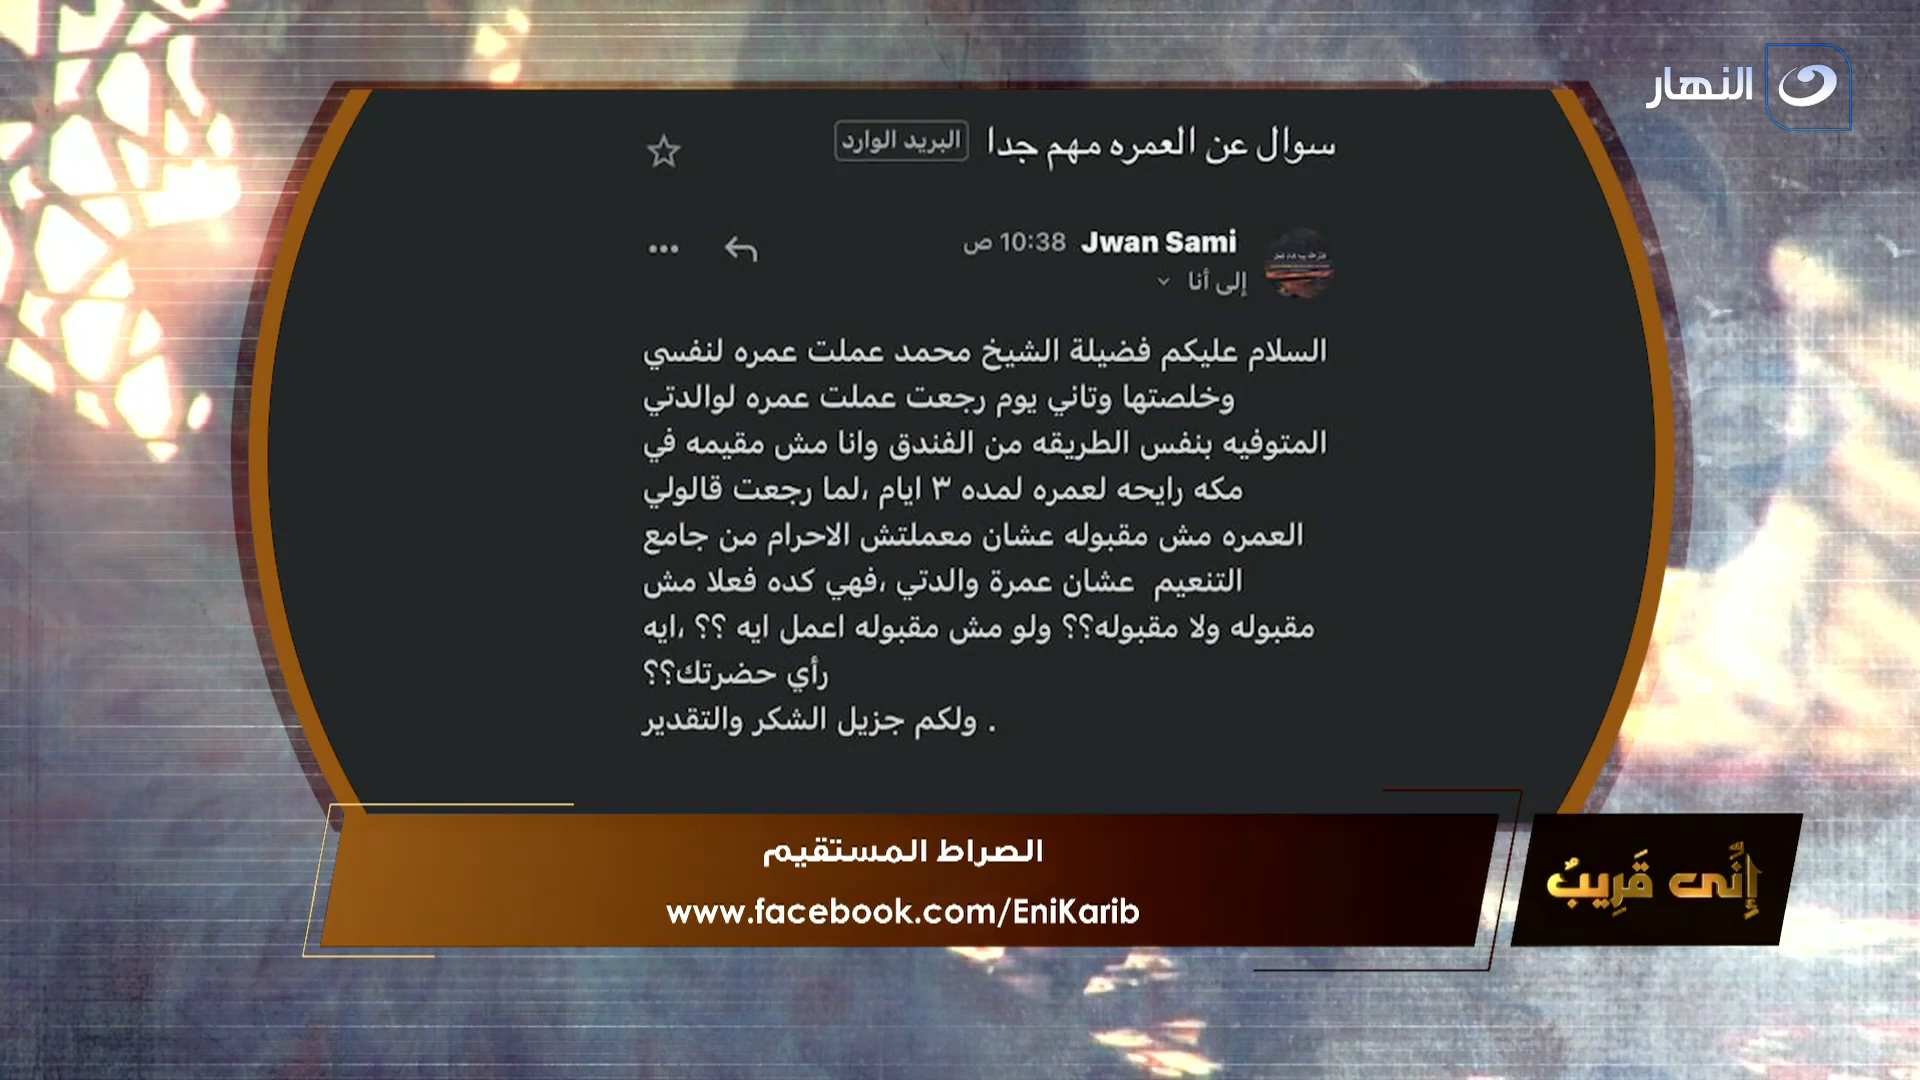 النهار
سوال عن العمره مهم جدا البريد الوارد
Jwan Sami 10:38 ص
إلى أنا
السلام عليكم فضيلة الشيخ محمد عملت عمره لنفسي
وخلصتها وتاني يوم رجعت عملت عمره لوالدتي
المتوفيه بنفس الطريقه من الفندق وانا مش مقيمه في
مكه رايحه لعمره لمده ٣ ايام ،لما رجعت قالولي
العمره مش مقبوله عشان معملتش الاحرام من جامع
التنعيم عشان عمرة والدتي ،فهي كده فعلا مش
مقبوله ولا مقبوله؟؟ ولو مش مقبوله اعمل ايه ؟؟ ،ايه
رأي حضرتك؟؟
. ولكم جزيل الشكر والتقدير
الصراط المستقيم
www.facebook.com/EniKarib
إِنِّى قَرِيبٌ